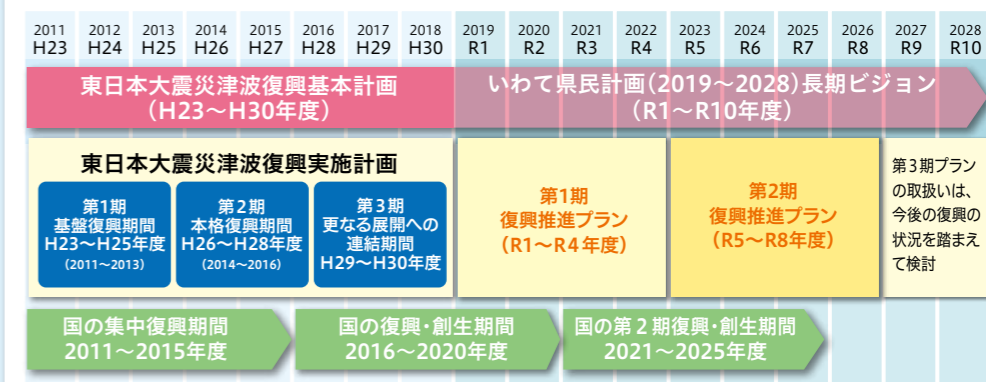 2011 2012 2013 2014 2015 2016 2017 2018 2019 2020 2021 2022 2023 2024 2025 2026 2027 2028
H23 H24 H25 H26 H27 H28 H29 H30 R1 R2 R3 R4 R5 R6 R7 R8 R9 R10
東日本大震災津波復興基本計画
(H23〜H30年度)
いわて県民計画(2019〜2028)長期ビジョン
(R1〜R10年度)
東日本大震災津波復興実施計画
第1期
基盤復興期間
H23〜H25年度
(2011〜2013)
第2期
本格復興期間
H26〜H28年度
(2014〜2016)
第3期
更なる展開への
連結期間
H29〜H30年度
第1期
復興推進プラン
(R1〜R4年度)
第2期
復興推進プラン
(R5〜R8年度)
第3期プラン
の取扱いは、
今後の復興の
状況を踏まえ
て検討
国の集中復興期間
2011〜2015年度
国の復興・創生期間
2016〜2020年度
国の第2期復興・創生期間
2021〜2025年度